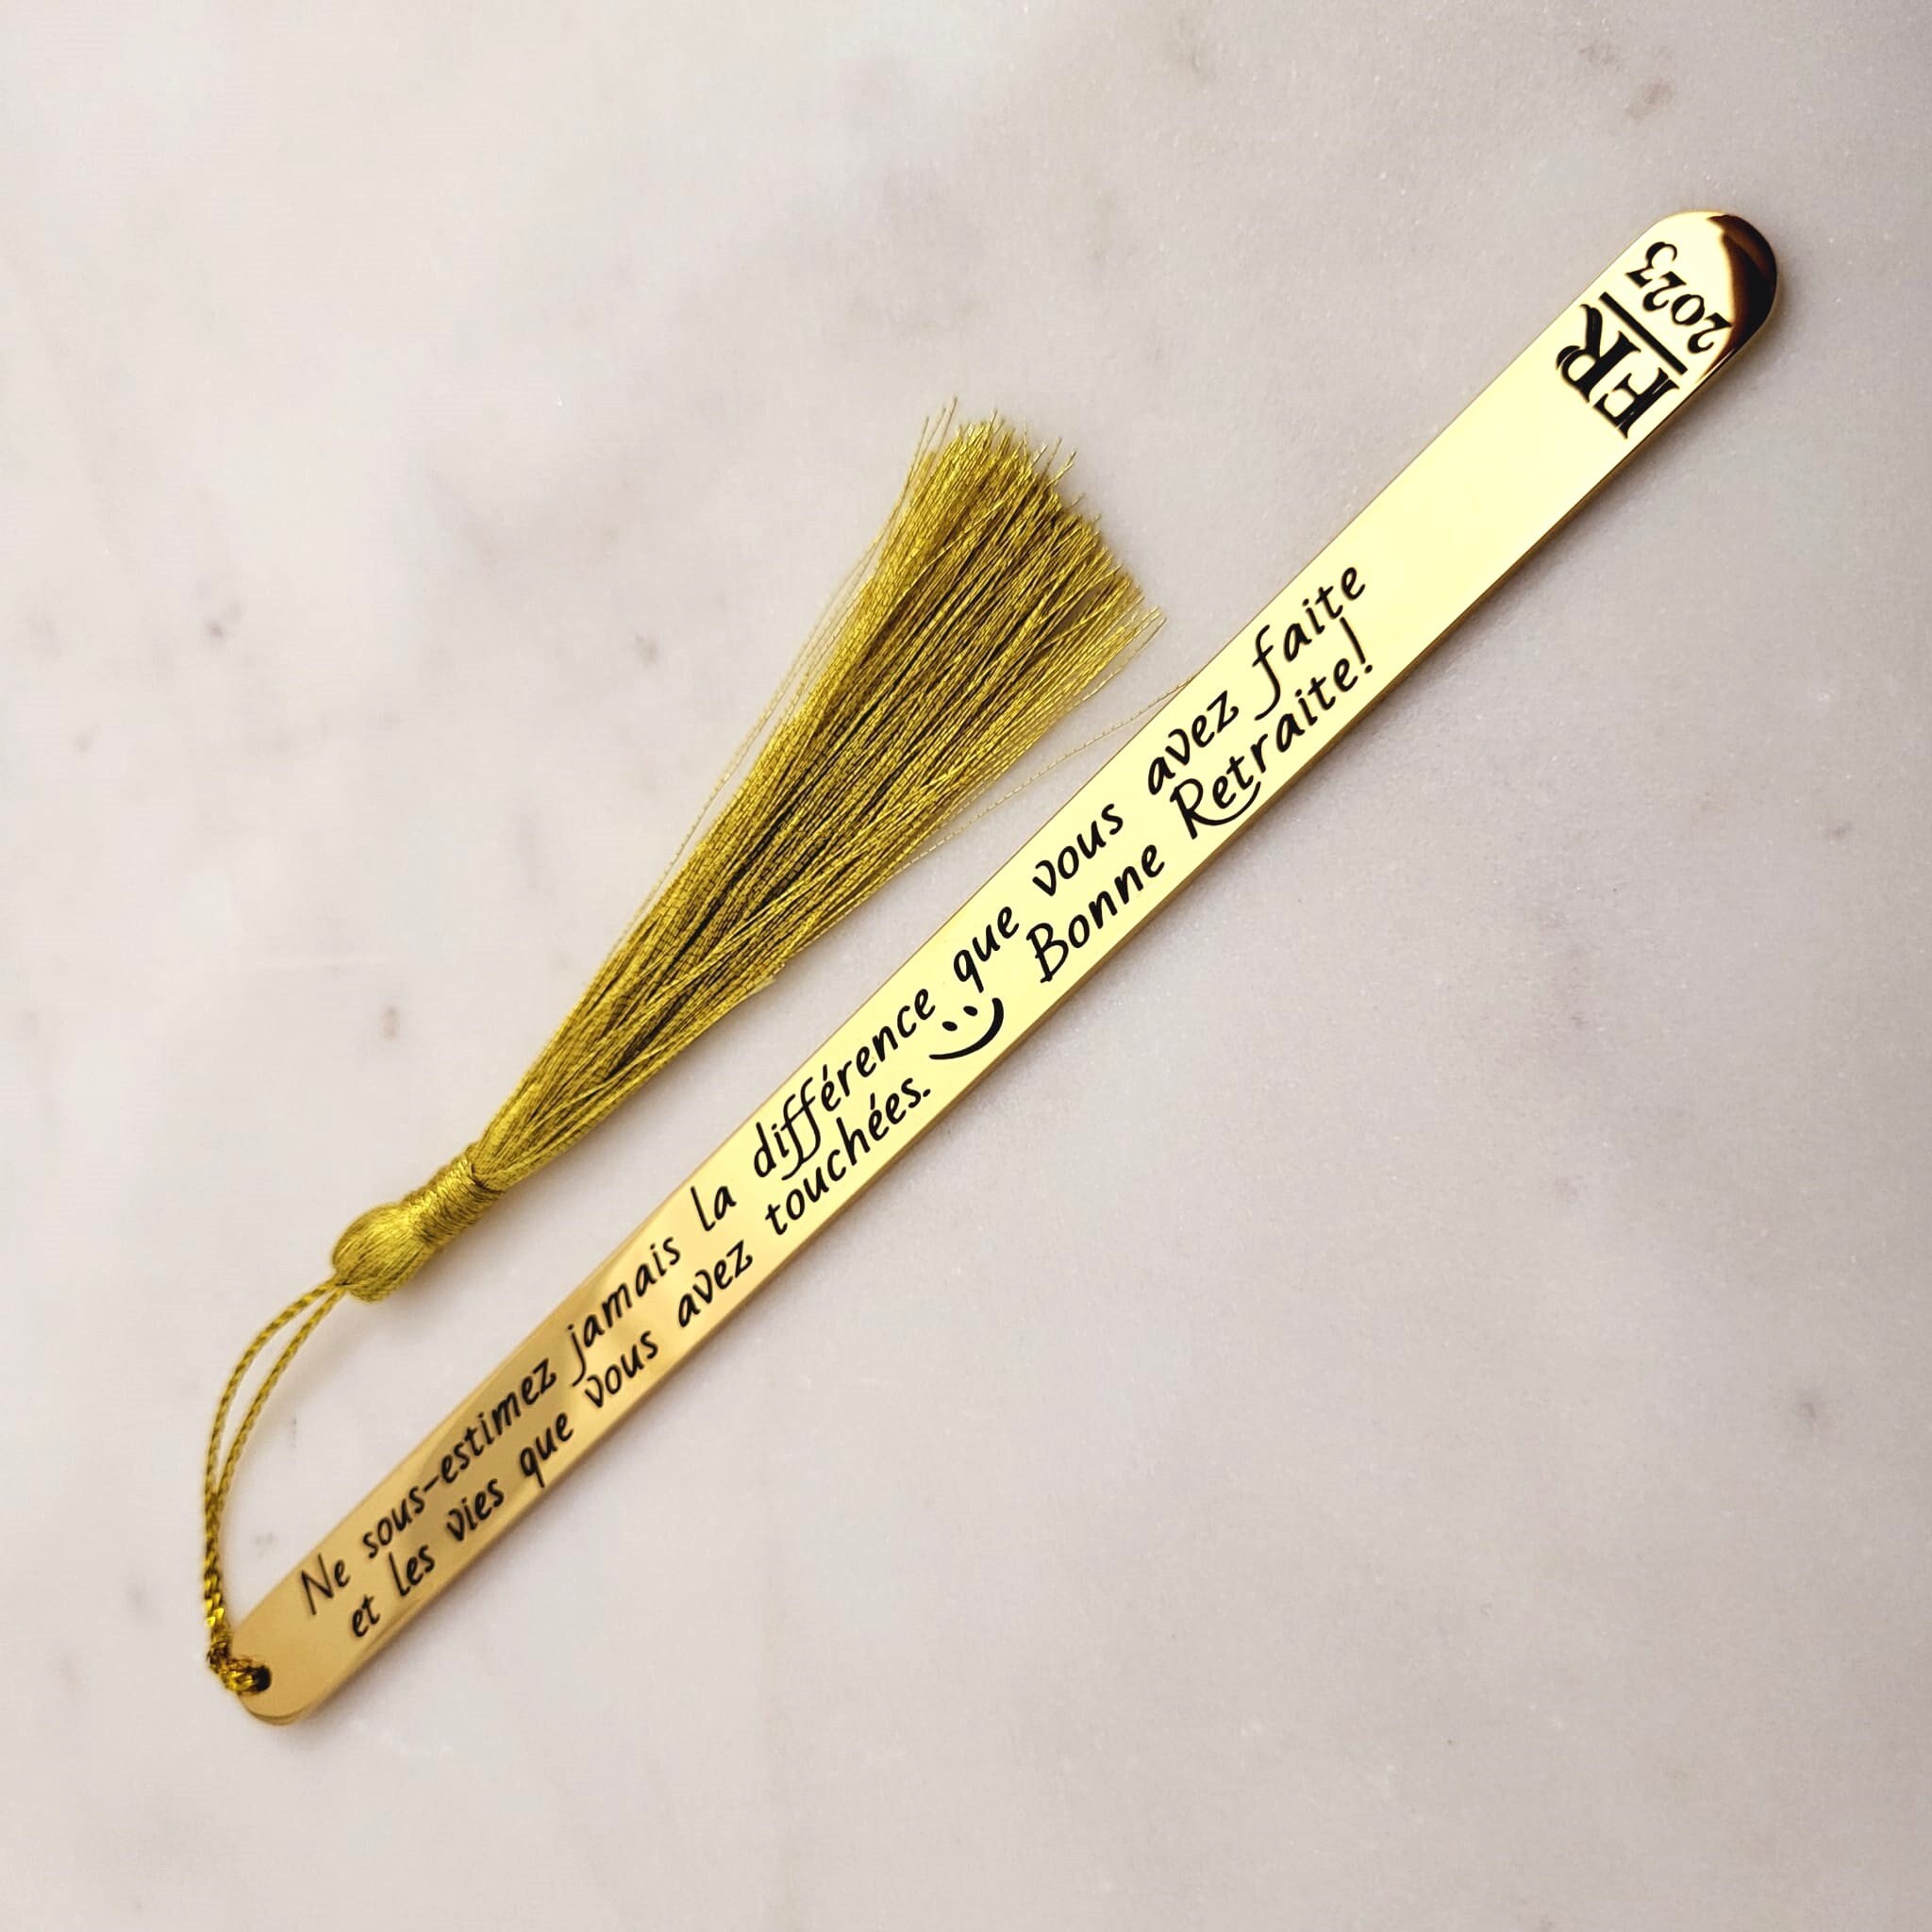 Ne sous-estimez jamais la différence que vous avez faite
et les vies que vous avez touchées. Bonne Retraite!
2023